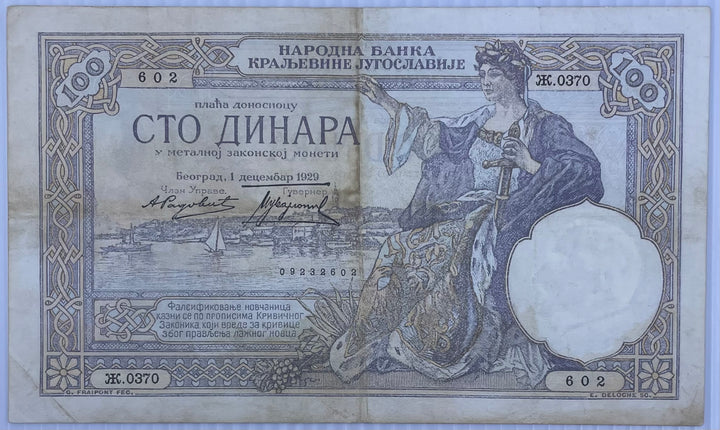 НАРОДНА БАНКА
КРАЉЕВИНЕ ЈУГОСЛАВИЈЕ
100
602
Ж.0370
100
плаћа доносиоцу
СТО ДИНАРА
у металној законској монети
Београд, 1 децембар 1929
Члан Управе.
Гувернер
09232602
Фалсификовање новчаница
казни се по прописима Кривичног
Законика који вреде за кривице
због прављења лажног новца.
Ж.0370
602
G. FRAIPONT FEC.
E. DELOCHE SC.